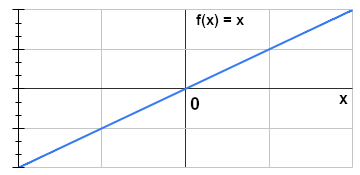 f(x) = x
0
x